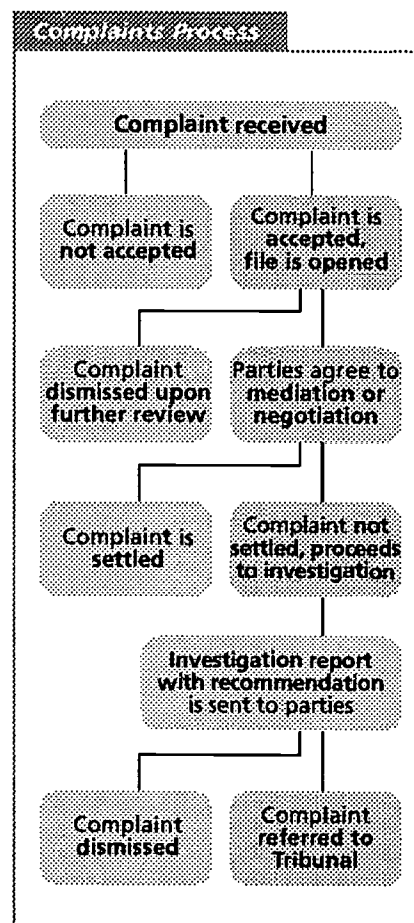 Complaints Process
Complaint received
Complaint is
not accepted
Complaint is
accepted,
file is opened
Complaint
dismissed upon
further review
Parties agree to
mediation or
negotiation
Complaint is
settled
Complaint not
settled, proceeds
to investigation
Investigation report
with recommendation
is sent to parties
Complaint
dismissed
Complaint
referred to
Tribunal